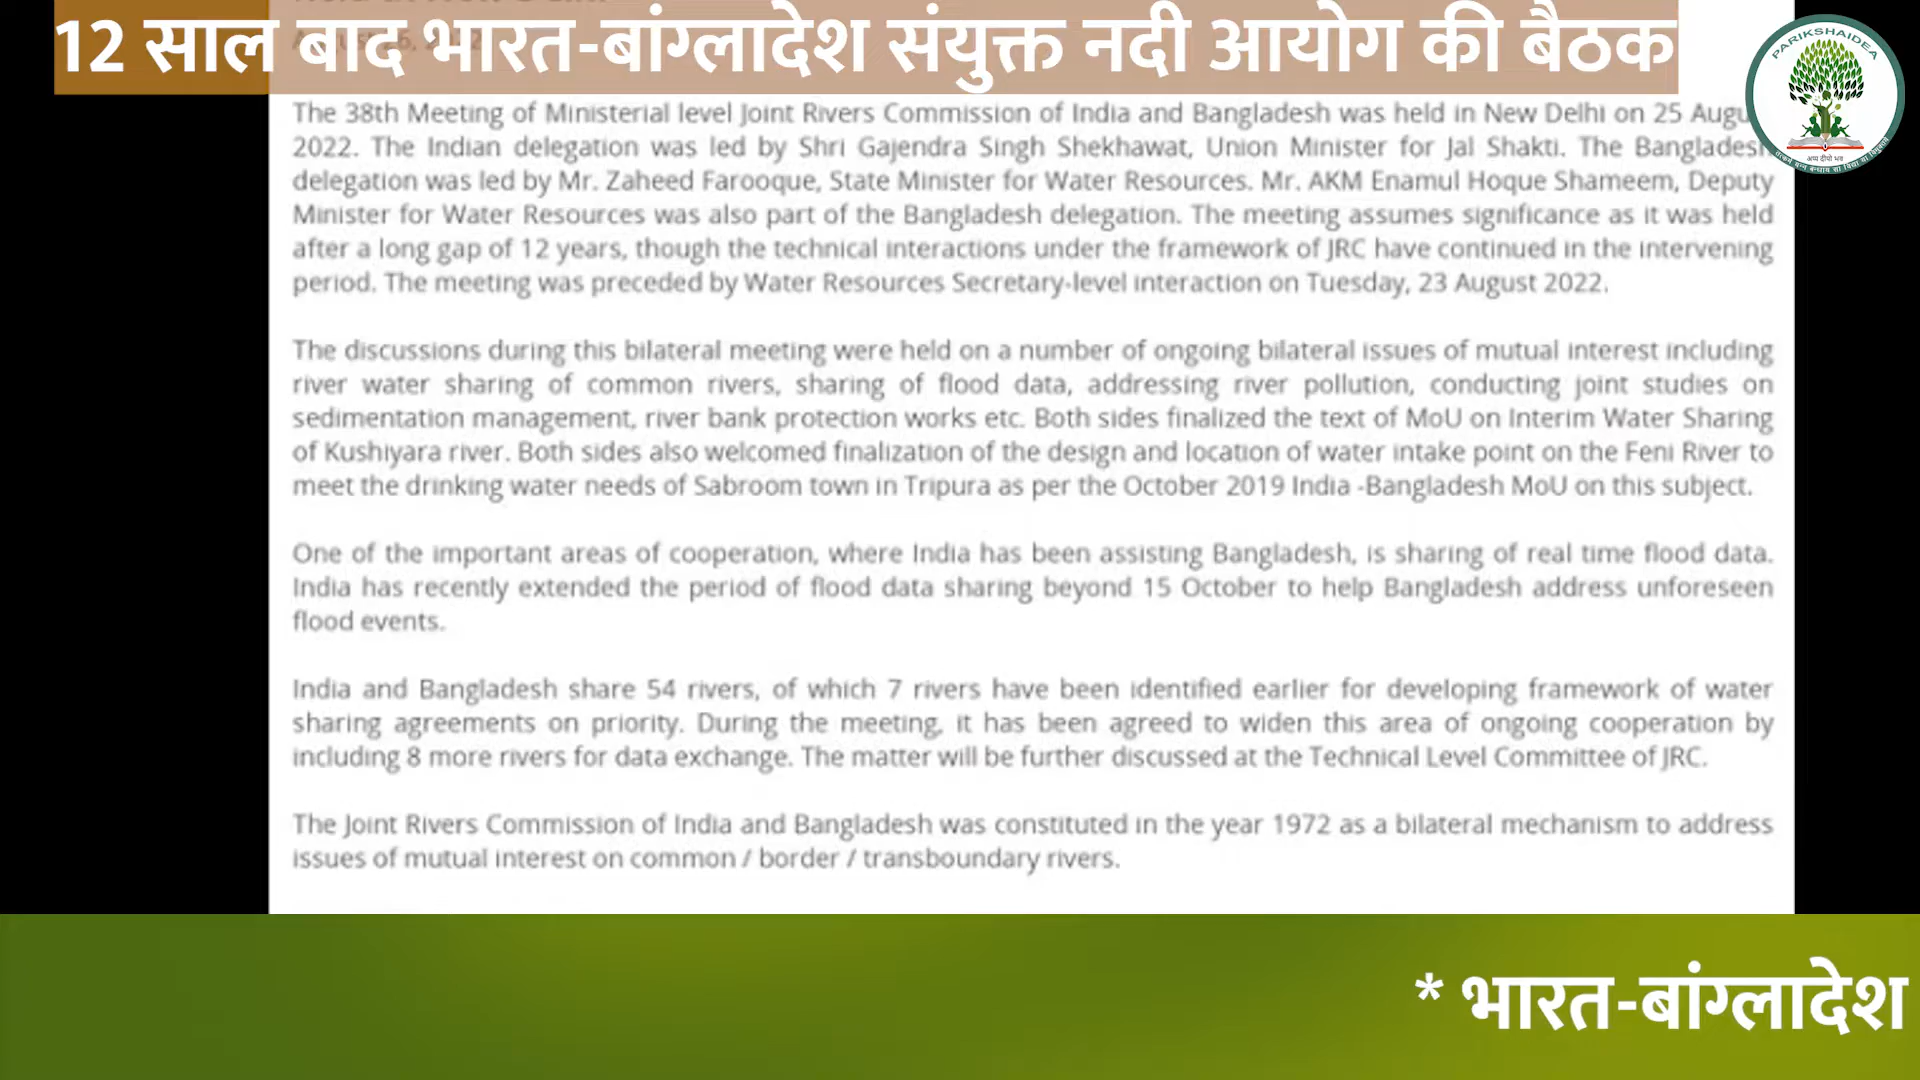 12 साल बाद भारत-बांग्लादेश संयुक्त नदी आयोग की बैठक
PARIKSHAIDEA
अप्प दीपो भव
The 38th Meeting of Ministerial level Joint Rivers Commission of India and Bangladesh was held in New Delhi on 25 Augu
2022. The Indian delegation was led by Shri Gajendra Singh Shekhawat, Union Minister for Jal Shakti. The Bangladesh
delegation was led by Mr. Zaheed Farooque, State Minister for Water Resources. Mr. AKM Enamul Hoque Shameem, Deputy
Minister for Water Resources was also part of the Bangladesh delegation. The meeting assumes significance as it was held
after a long gap of 12 years, though the technical interactions under the framework of JRC have continued in the intervening
period. The meeting was preceded by Water Resources Secretary-level interaction on Tuesday, 23 August 2022.
The discussions during this bilateral meeting were held on a number of ongoing bilateral issues of mutual interest including
river water sharing of common rivers, sharing of flood data, addressing river pollution, conducting joint studies on
sedimentation management, river bank protection works etc. Both sides finalized the text of MoU on Interim Water Sharing
of Kushiyara river. Both sides also welcomed finalization of the design and location of water intake point on the Feni River to
meet the drinking water needs of Sabroom town in Tripura as per the October 2019 India -Bangladesh MoU on this subject.
One of the important areas of cooperation, where India has been assisting Bangladesh, is sharing of real time flood data.
India has recently extended the period of flood data sharing beyond 15 October to help Bangladesh address unforeseen
flood events.
India and Bangladesh share 54 rivers, of which 7 rivers have been identified earlier for developing framework of water
sharing agreements on priority. During the meeting, it has been agreed to widen this area of ongoing cooperation by
including 8 more rivers for data exchange. The matter will be further discussed at the Technical Level Committee of JRC.
The Joint Rivers Commission of India and Bangladesh was constituted in the year 1972 as a bilateral mechanism to address
issues of mutual interest on common / border / transboundary rivers.
* भारत-बांग्लादेश